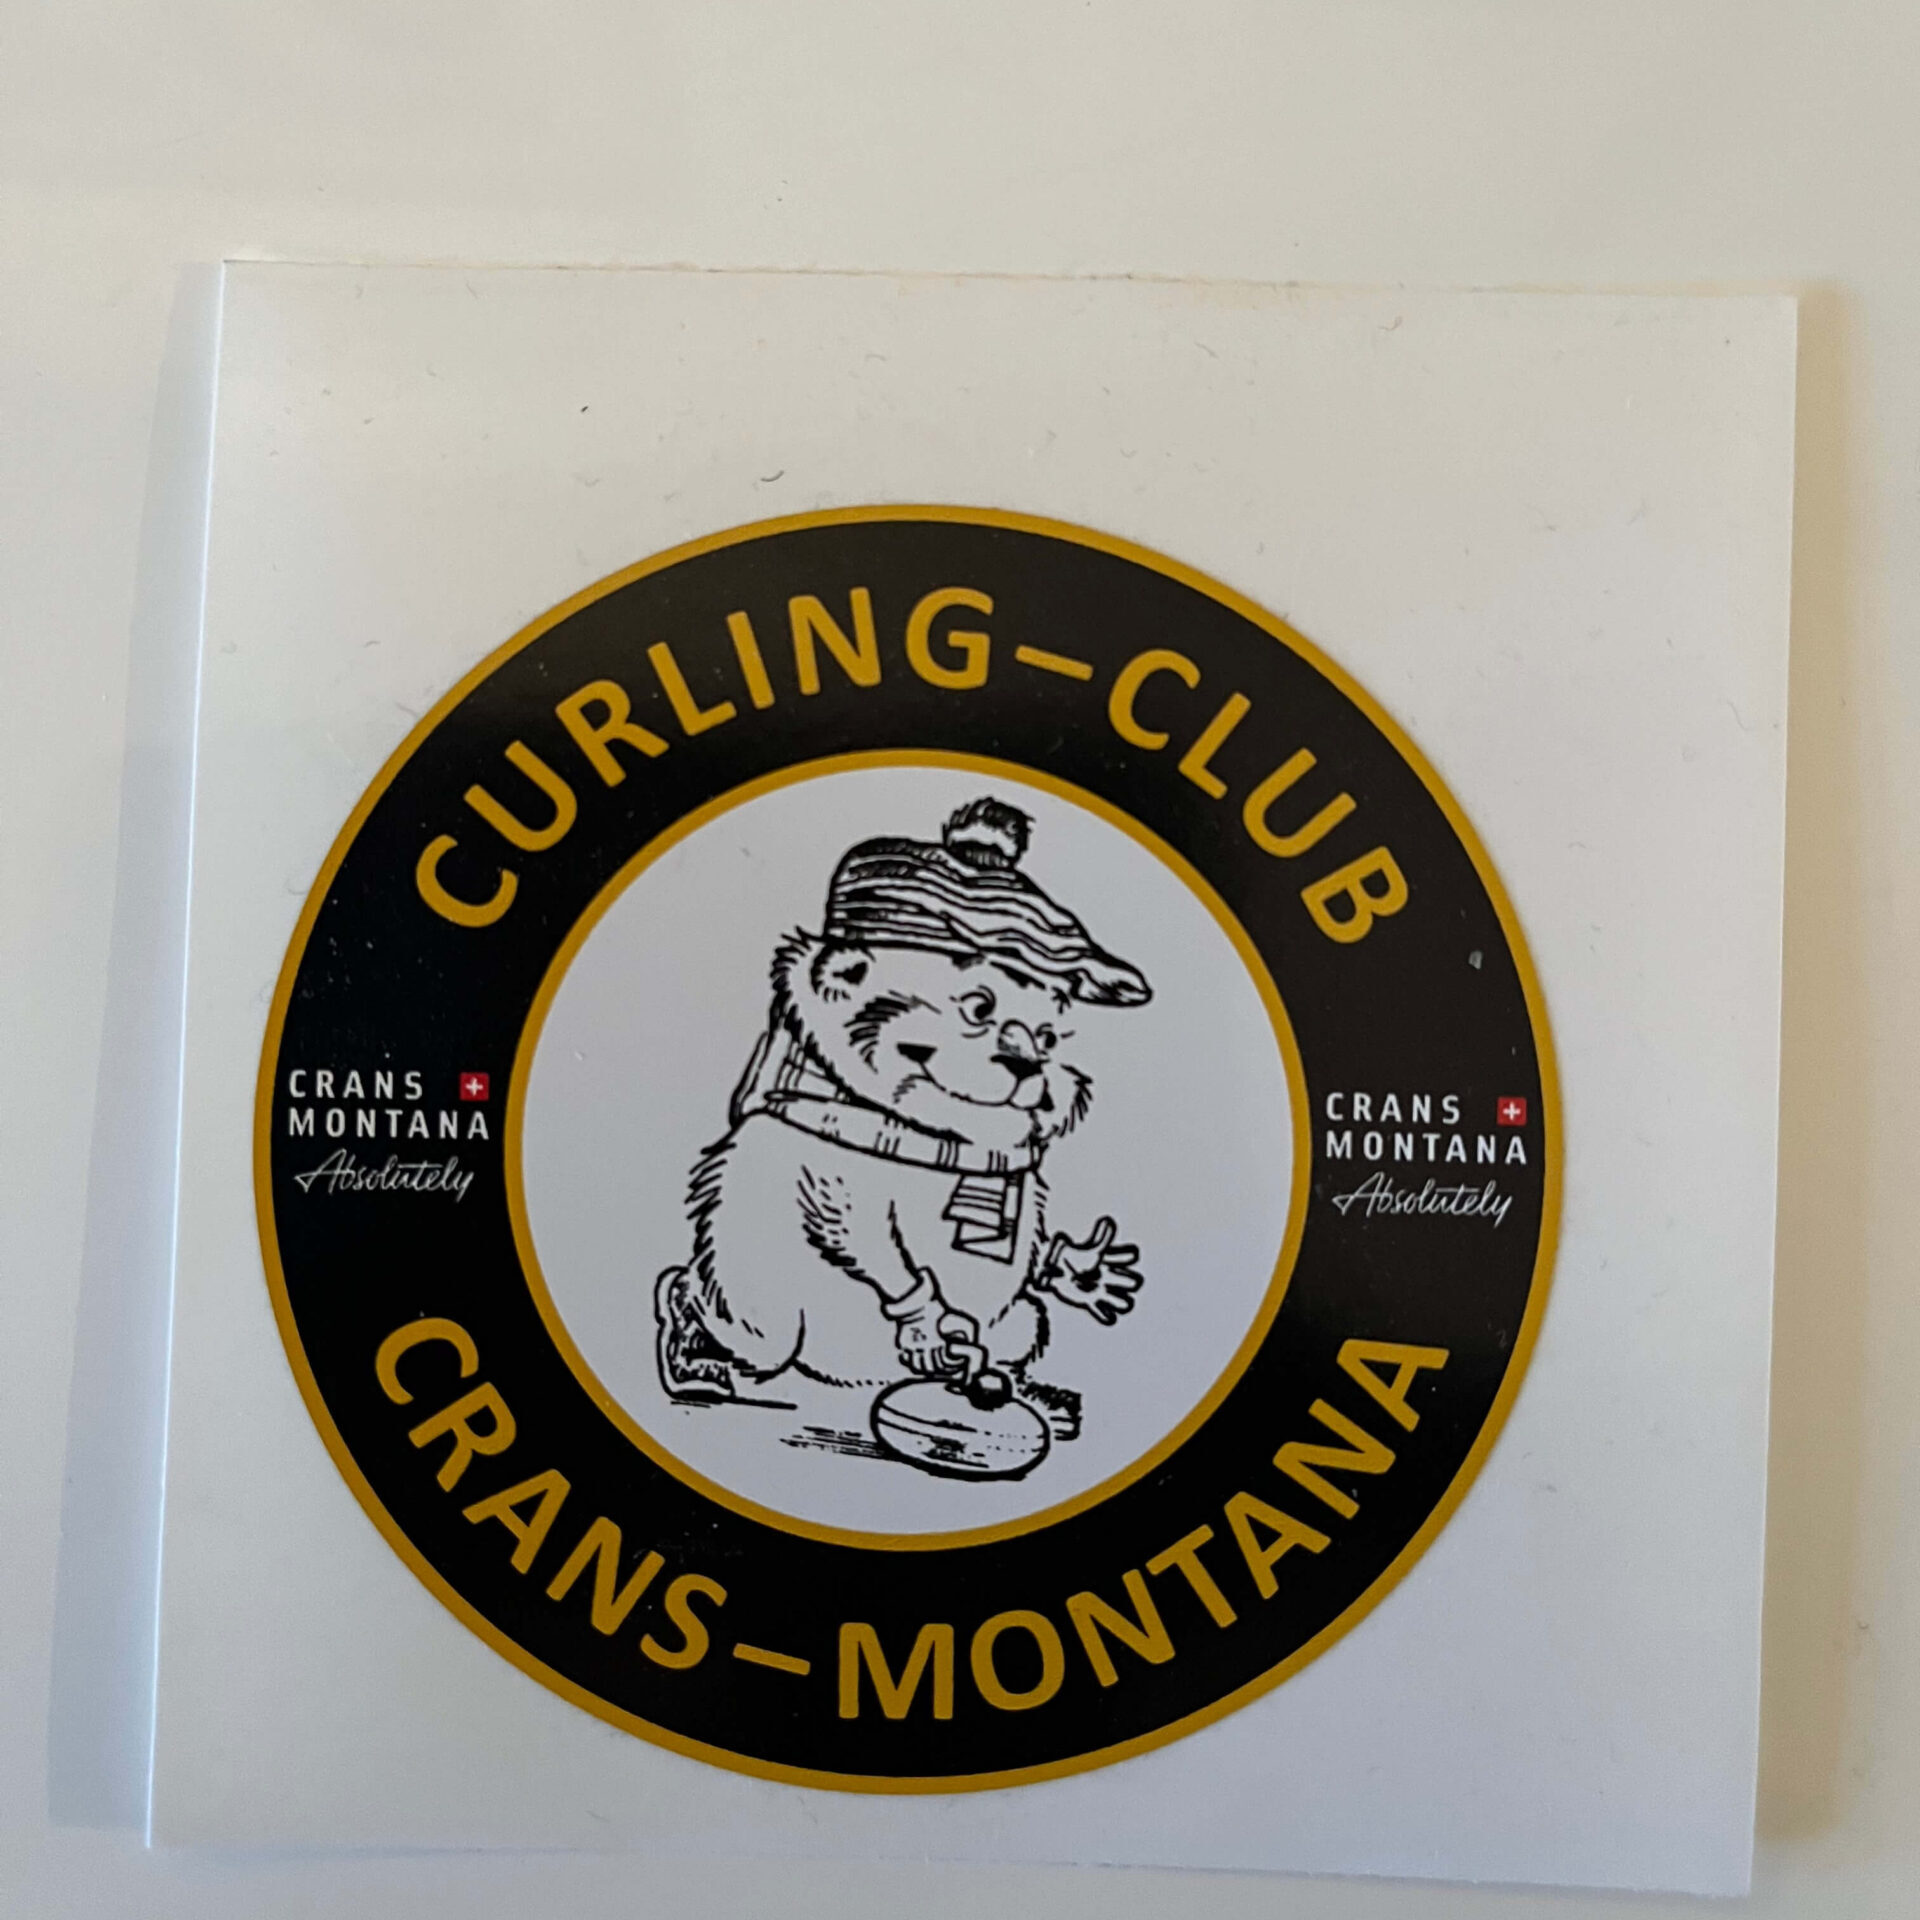 CURLING–CLUB
CRANS
MONTANA
Absolutely
CRANS
MONTANA
Absolutely
CRANS–MONTANA